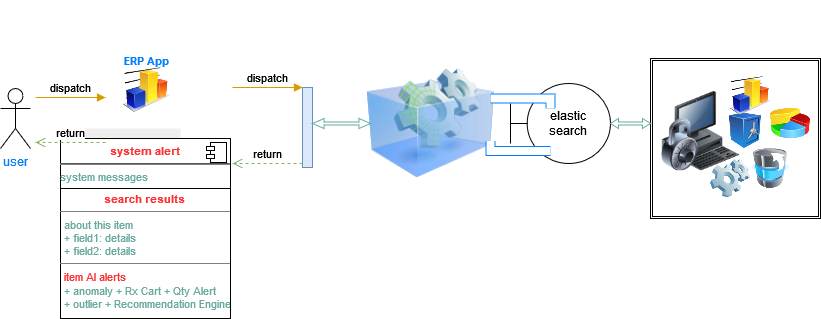 ERP App
dispatch
dispatch
elastic
search
return
user
return
system alert
system messages
search results
about this item
+ field1: details
+ field2: details
item AI alerts
+ anomaly + Rx Cart + Qty Alert
+ outlier + Recommendation Engine